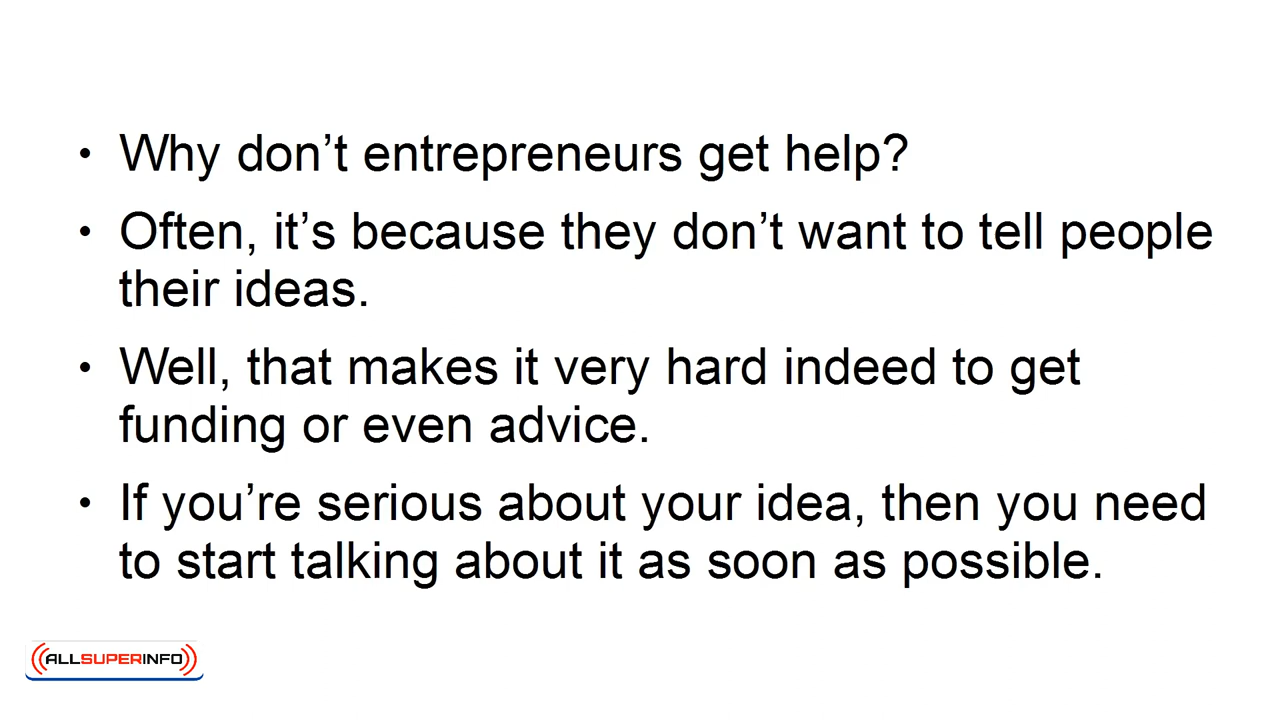 • Why don’t entrepreneurs get help?
• Often, it’s because they don’t want to tell people
their ideas.
• Well, that makes it very hard indeed to get
funding or even advice.
• If you’re serious about your idea, then you need
to start talking about it as soon as possible.
ALLSUPERINFO